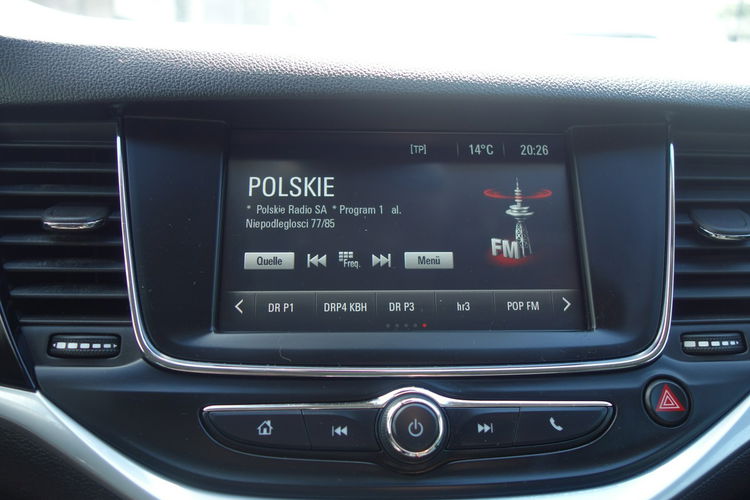 [TP] 14°C 20:26
POLSKIE
* Polskie Radio SA * Program 1 al.
Niepodleglosci 77/85
FM
Quelle Freq. Menü
DR P1 DRP4 KBH DR P3 hr3 POP FM